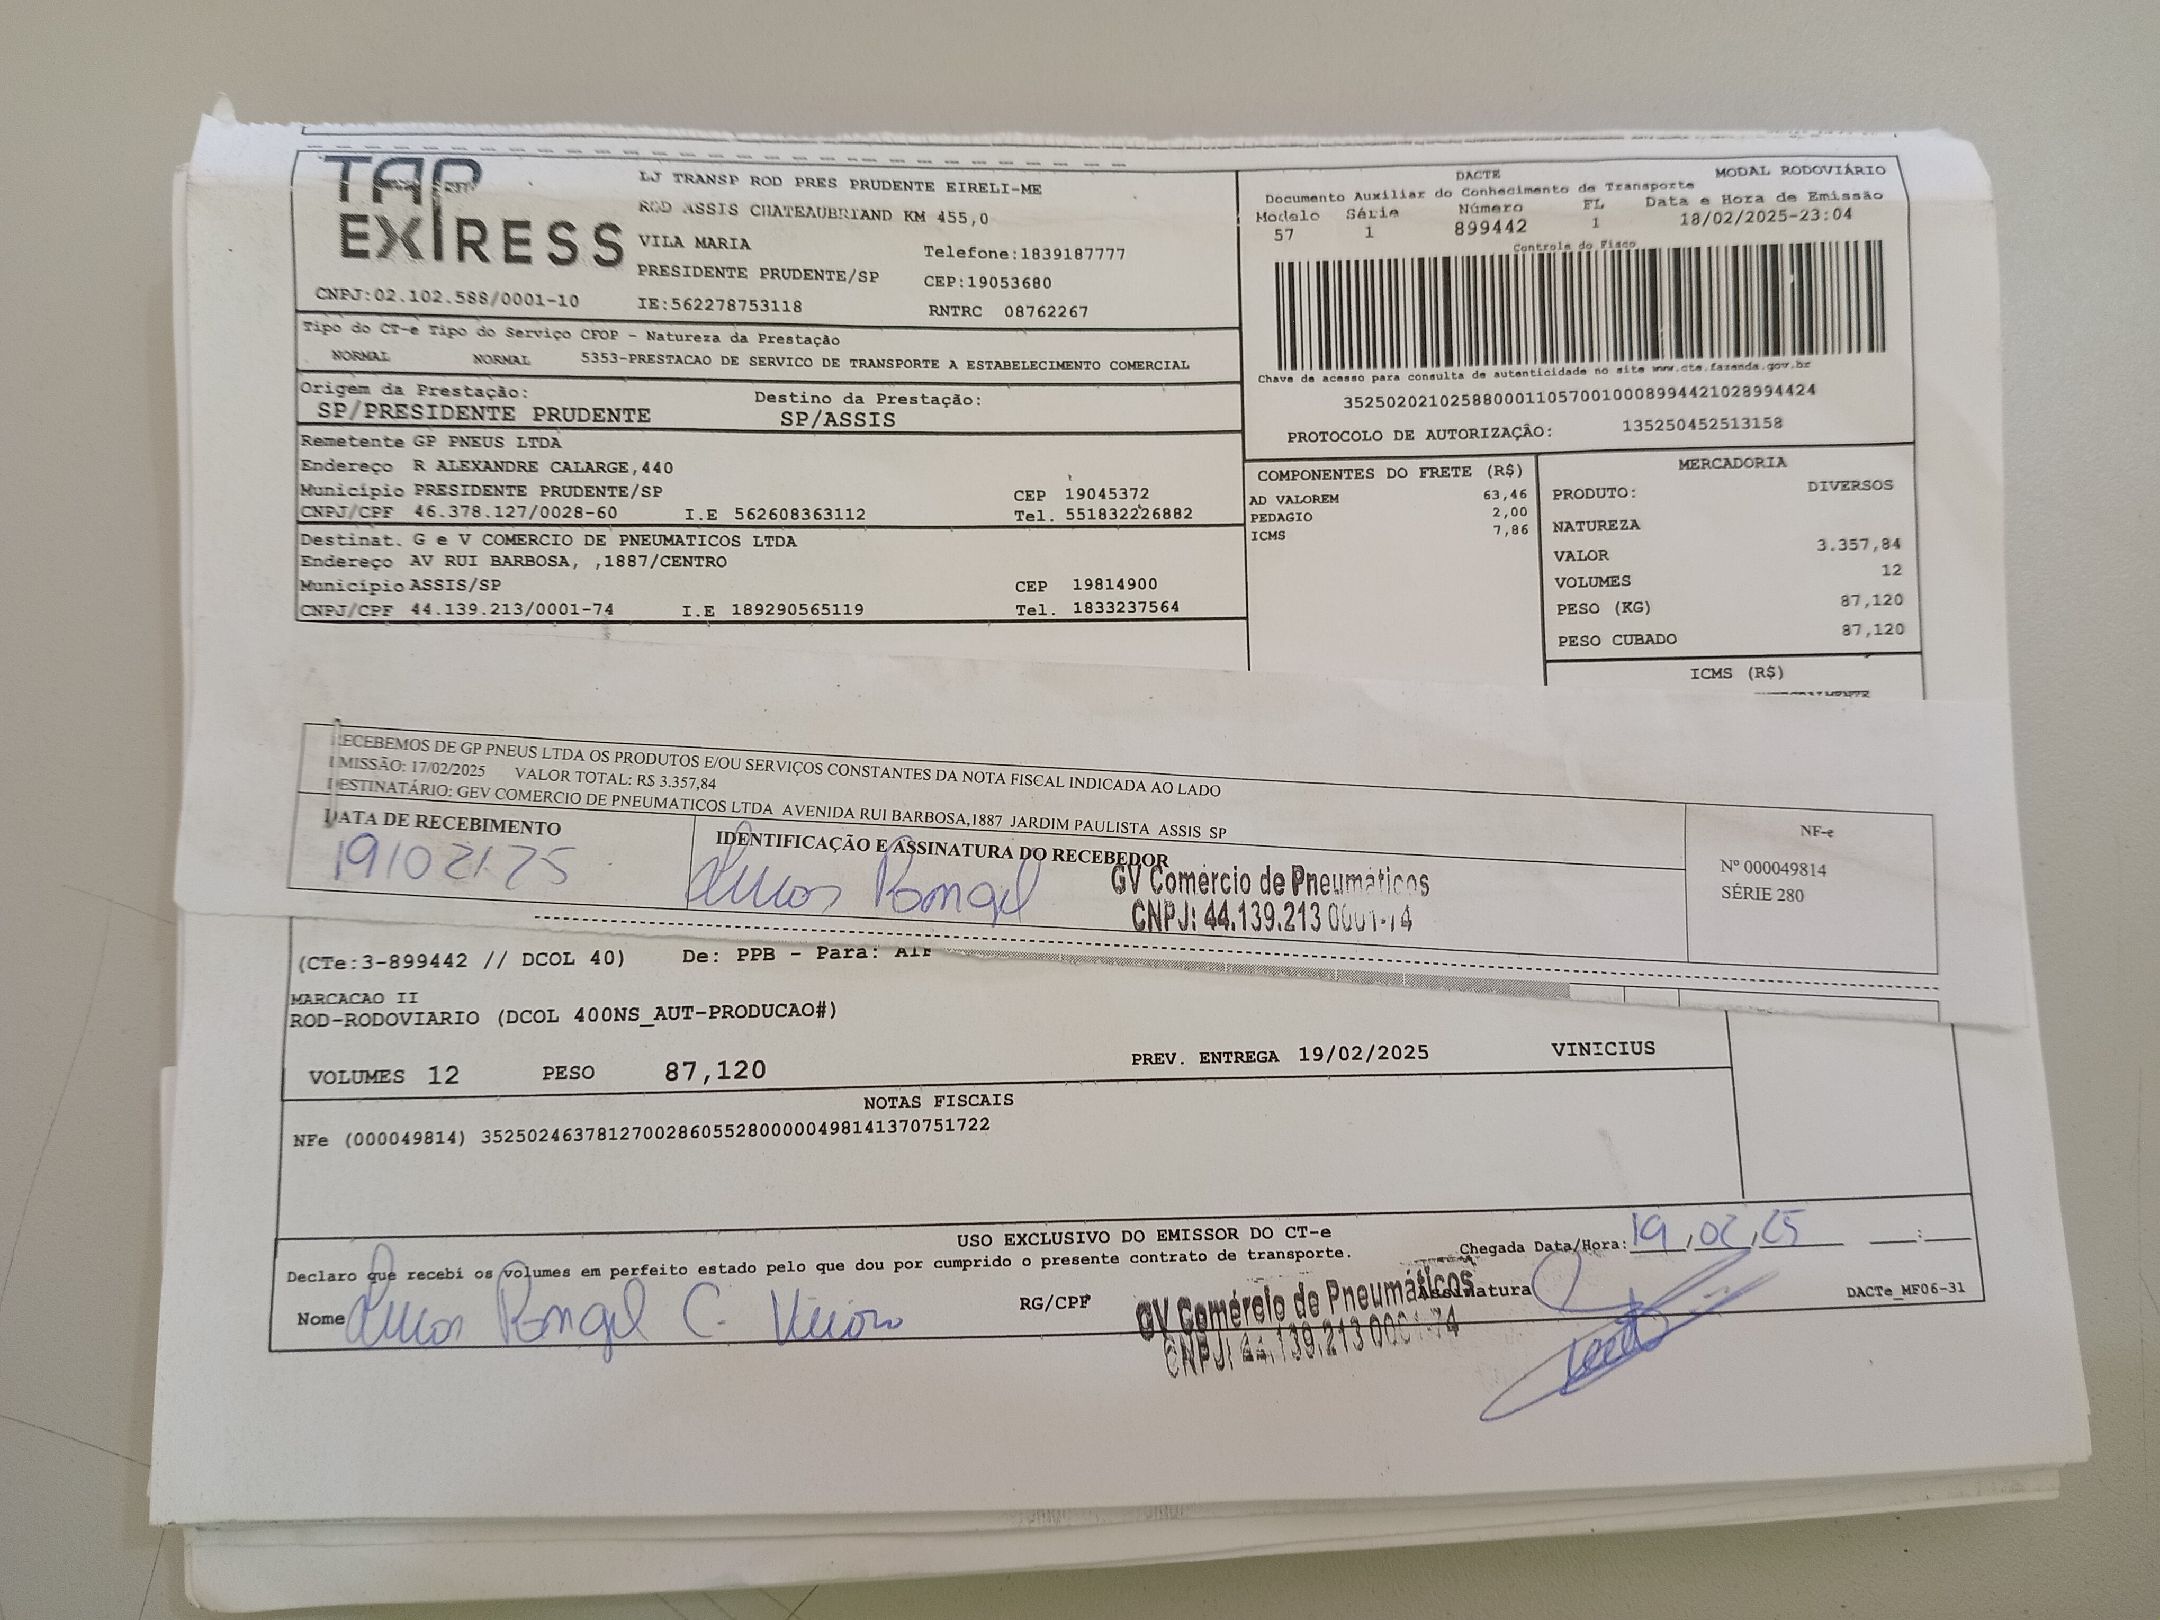 TAP
EXPRESS
CNPJ:02.102.588/0001-10
LJ TRANSP ROD PRES PRUDENTE EIRELI-ME
ROD ASSIS CHATEAUBRIAND KM 455,0
VILA MARIA Telefone:1839187777
PRESIDENTE PRUDENTE/SP CEP:19053680
IE:562278753118 RNTRC 08762267
DACTE MODAL RODOVIÁRIO
Documento Auxiliar do Conhecimento de Transporte
Modelo Série Número FL Data e Hora de Emissão
57 1 899442 1 18/02/2025-23:04
Controle do Fisco
Chave de acesso para consulta de autenticidade no site www.cte.fazenda.gov.br
35250202102588000110570010008994421028994424
PROTOCOLO DE AUTORIZAÇÃO: 135250452513158
Tipo do CT-e Tipo do Serviço CFOP - Natureza da Prestação
NORMAL NORMAL 5353-PRESTACAO DE SERVICO DE TRANSPORTE A ESTABELECIMENTO COMERCIAL
Origem da Prestação: Destino da Prestação:
SP/PRESIDENTE PRUDENTE SP/ASSIS
Remetente GP PNEUS LTDA
Endereço R ALEXANDRE CALARGE,440
Município PRESIDENTE PRUDENTE/SP CEP 19045372
CNPJ/CPF 46.378.127/0028-60 I.E 562608363112 Tel. 551832226882
Destinat. G e V COMERCIO DE PNEUMATICOS LTDA
Endereço AV RUI BARBOSA, ,1887/CENTRO
Município ASSIS/SP CEP 19814900
CNPJ/CPF 44.139.213/0001-74 I.E 189290565119 Tel. 1833237564
COMPONENTES DO FRETE (R$)
AD VALOREM 63,46
PEDAGIO 2,00
ICMS 7,86
MERCADORIA
PRODUTO: DIVERSOS
NATUREZA
VALOR 3.357,84
VOLUMES 12
PESO (KG) 87,120
PESO CUBADO 87,120
ICMS (R$)
RECEBEMOS DE GP PNEUS LTDA OS PRODUTOS E/OU SERVIÇOS CONSTANTES DA NOTA FISCAL INDICADA AO LADO
EMISSÃO: 17/02/2025 VALOR TOTAL: R$ 3.357,84
DESTINATÁRIO: GEV COMERCIO DE PNEUMATICOS LTDA AVENIDA RUI BARBOSA,1887 JARDIM PAULISTA ASSIS SP
DATA DE RECEBIMENTO IDENTIFICAÇÃO E ASSINATURA DO RECEBEDOR
19/02/25 Lucas Rangel
GV Comércio de Pneumáticos
CNPJ: 44.139.213 0001-74
NF-e
Nº 000049814
SÉRIE 280
(CTe:3-899442 // DCOL 40) De: PPB - Para:
MARCACAO II
ROD-RODOVIARIO (DCOL 400NS_AUT-PRODUCAO#)
VOLUMES 12 PESO 87,120 PREV. ENTREGA 19/02/2025 VINICIUS
NOTAS FISCAIS
NFe (000049814) 35250246378127002860552800000498141370751722
USO EXCLUSIVO DO EMISSOR DO CT-e
Declaro que recebi os volumes em perfeito estado pelo que dou por cumprido o presente contrato de transporte.
Chegada Data/Hora: 19,02,25 :
Nome Lucas Rangel C. RG/CPF Assinatura
GV Comércio de Pneumáticos
CNPJ: 44.139.213 0001-74
DACTe_MF06-31